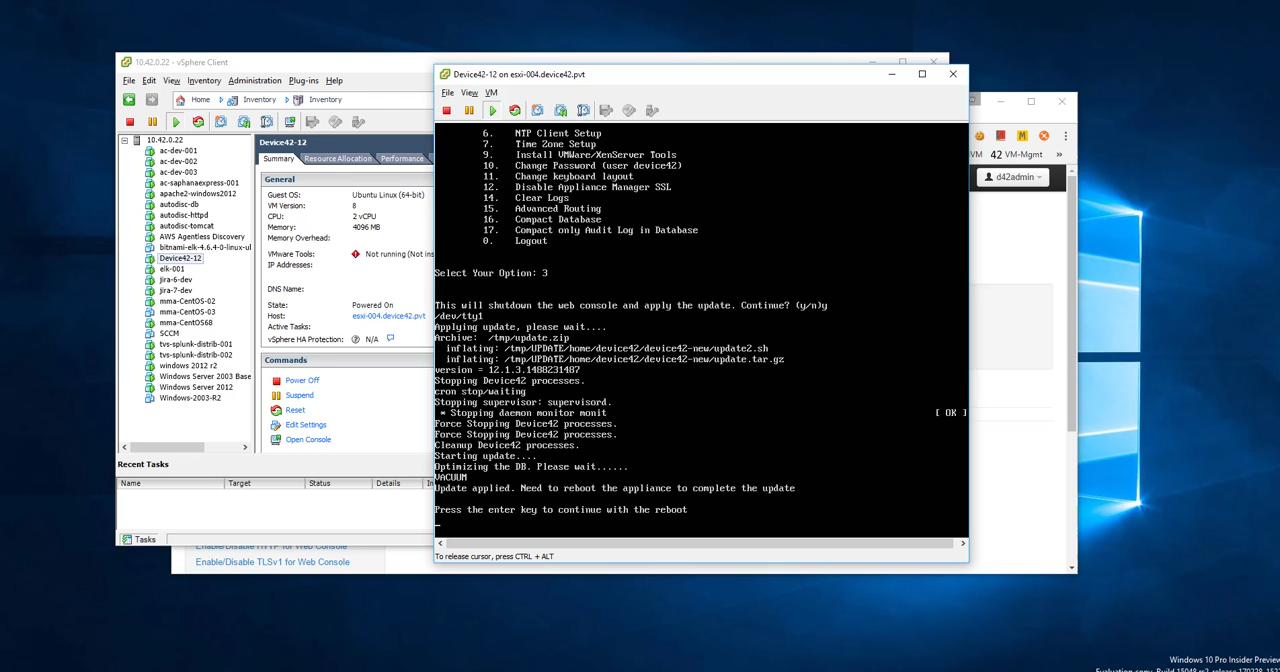 10.42.0.22 - vSphere Client
File Edit View Inventory Administration Plug-ins Help
Home Inventory Inventory
10.42.0.22
ac-dev-001
ac-dev-002
ac-dev-003
ac-saphanaexpress-001
apache2-windows2012
autodisc-db
autodisc-httpd
autodisc-tomcat
AWS Agentless Discovery
bitnami-elk-4.6.4-0-linux-ul
Device42-12
elk-001
jira-6-dev
jira-7-dev
mma-CentOS-02
mma-CentOS-03
mma-CentOS68
SCCM
tvs-splunk-distrib-001
tvs-splunk-distrib-002
windows 2012 r2
Windows Server 2003 Base
Windows Server 2012
Windows-2003-R2
Device42-12
Summary Resource Allocation Performance
General
Guest OS: Ubuntu Linux (64-bit)
VM Version: 8
CPU: 2 vCPU
Memory: 4096 MB
Memory Overhead:
VMware Tools: Not running (Not ins
IP Addresses:
DNS Name:
State: Powered On
Host: esxi-004.device42.pvt
Active Tasks:
vSphere HA Protection: N/A
Commands
Power Off
Suspend
Reset
Edit Settings
Open Console
Recent Tasks
Name Target Status Details In
Tasks
Device42-12 on esxi-004.device42.pvt
File View VM
6. NTP Client Setup
7. Time Zone Setup
9. Install VMWare/XenServer Tools
10. Change Password (user device42)
11. Change keyboard layout
12. Disable Appliance Manager SSL
14. Clear Logs
15. Advanced Routing
16. Compact Database
17. Compact only Audit Log in Database
0. Logout
Select Your Option: 3
This will shutdown the web console and apply the update. Continue? (y/n)y
/dev/tty1
Applying update, please wait....
Archive: /tmp/update.zip
inflating: /tmp/UPDATE/home/device42/device42-new/update2.sh
inflating: /tmp/UPDATE/home/device42/device42-new/update.tar.gz
version = 12.1.3.1488231487
Stopping Device42 processes.
cron stop/waiting
Stopping supervisor: supervisord.
* Stopping daemon monitor monit [ OK ]
Force Stopping Device42 processes.
Force Stopping Device42 processes.
Cleanup Device42 processes.
Starting update....
Optimizing the DB. Please wait......
VACUUM
Update applied. Need to reboot the appliance to complete the update
Press the enter key to continue with the reboot
To release cursor, press CTRL + ALT
VM 42 VM-Mgmt »
d42admin
Enable/Disable HTTP for Web Console
Enable/Disable TLSv1 for Web Console
Windows 10 Pro Insider Preview